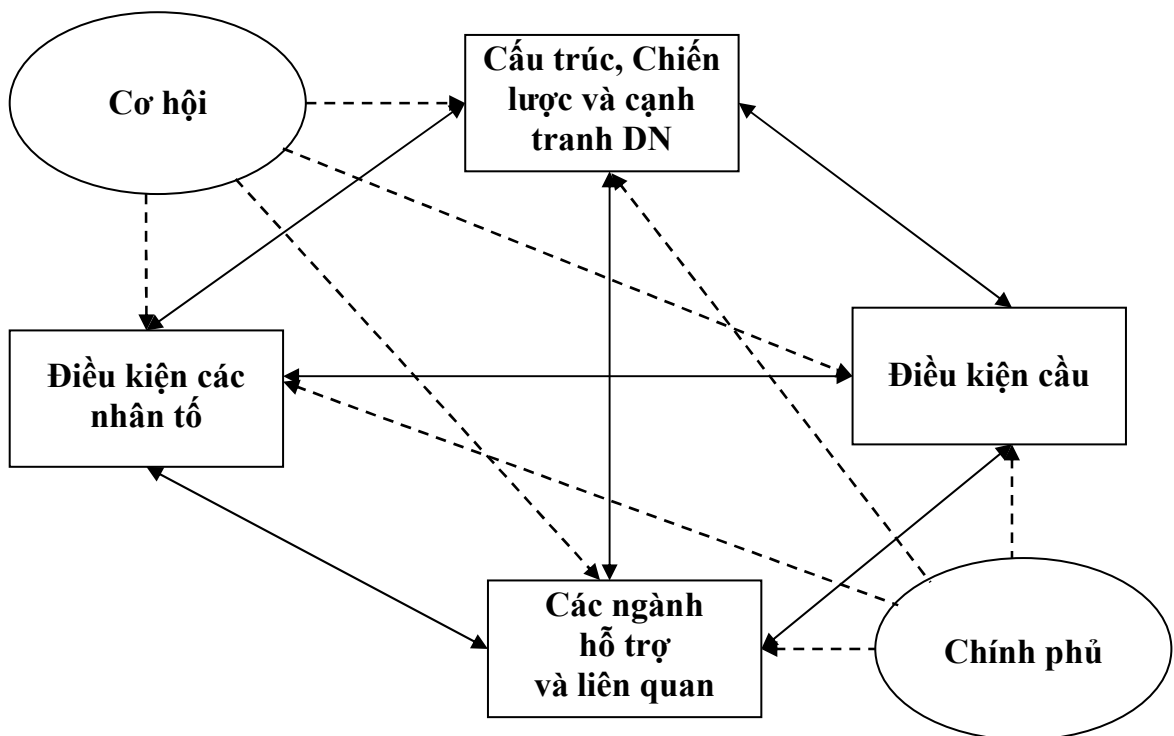 Cơ hội
Cấu trúc, Chiến
lược và cạnh
tranh DN
Điều kiện các
nhân tố
Điều kiện cầu
Các ngành
hỗ trợ
và liên quan
Chính phủ